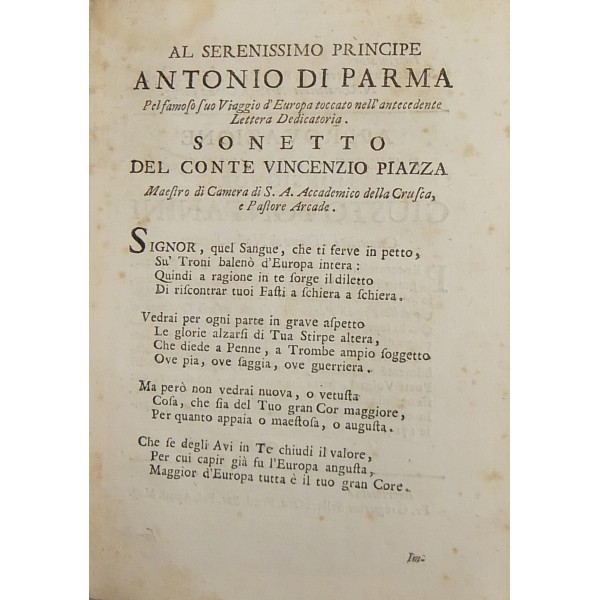 AL SERENISSIMO PRINCIPE
ANTONIO DI PARMA
Pel famoſo ſuo Viaggio d'Europa toccato nell'antecedente
Lettera Dedicatoria.
SONETTO
DEL CONTE VINCENZIO PIAZZA
Maeſtro di Camera di S. A. Accademico della Cruſca,
e Paſtore Arcade.
SIGNOR, quel Sangue, che ti ferve in petto,
Su' Troni balenò d'Europa intera:
Quindi a ragione in te ſorge il diletto
Di riſcontrar tuoi Faſti a ſchiera a ſchiera.
Vedrai per ogni parte in grave aſpetto
Le glorie alzarſi di Tua Stirpe altera,
Che diede a Penne, a Trombe ampio ſoggetto
Ove pia, ove ſaggia, ove guerriera.
Ma però non vedrai nuova, o vetuſta
Coſa, che ſia del Tuo gran Cor maggiore,
Per quanto appaia o maeſtoſa, o auguſta.
Che ſe degli Avi in Te chiudi il valore,
Per cui capir già fu l'Europa anguſta,
Maggior d'Europa tutta è il tuo gran Core.